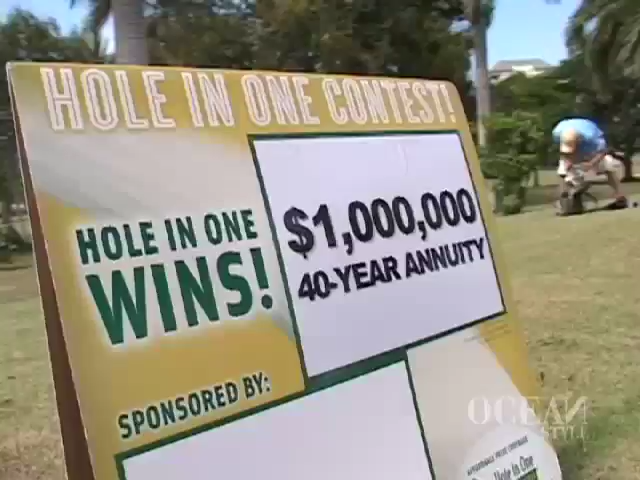 HOLE IN ONE CONTEST!
HOLE IN ONE
WINS!
$1,000,000
40-YEAR ANNUITY
SPONSORED BY:
OCEAN
STILL
Hole in One